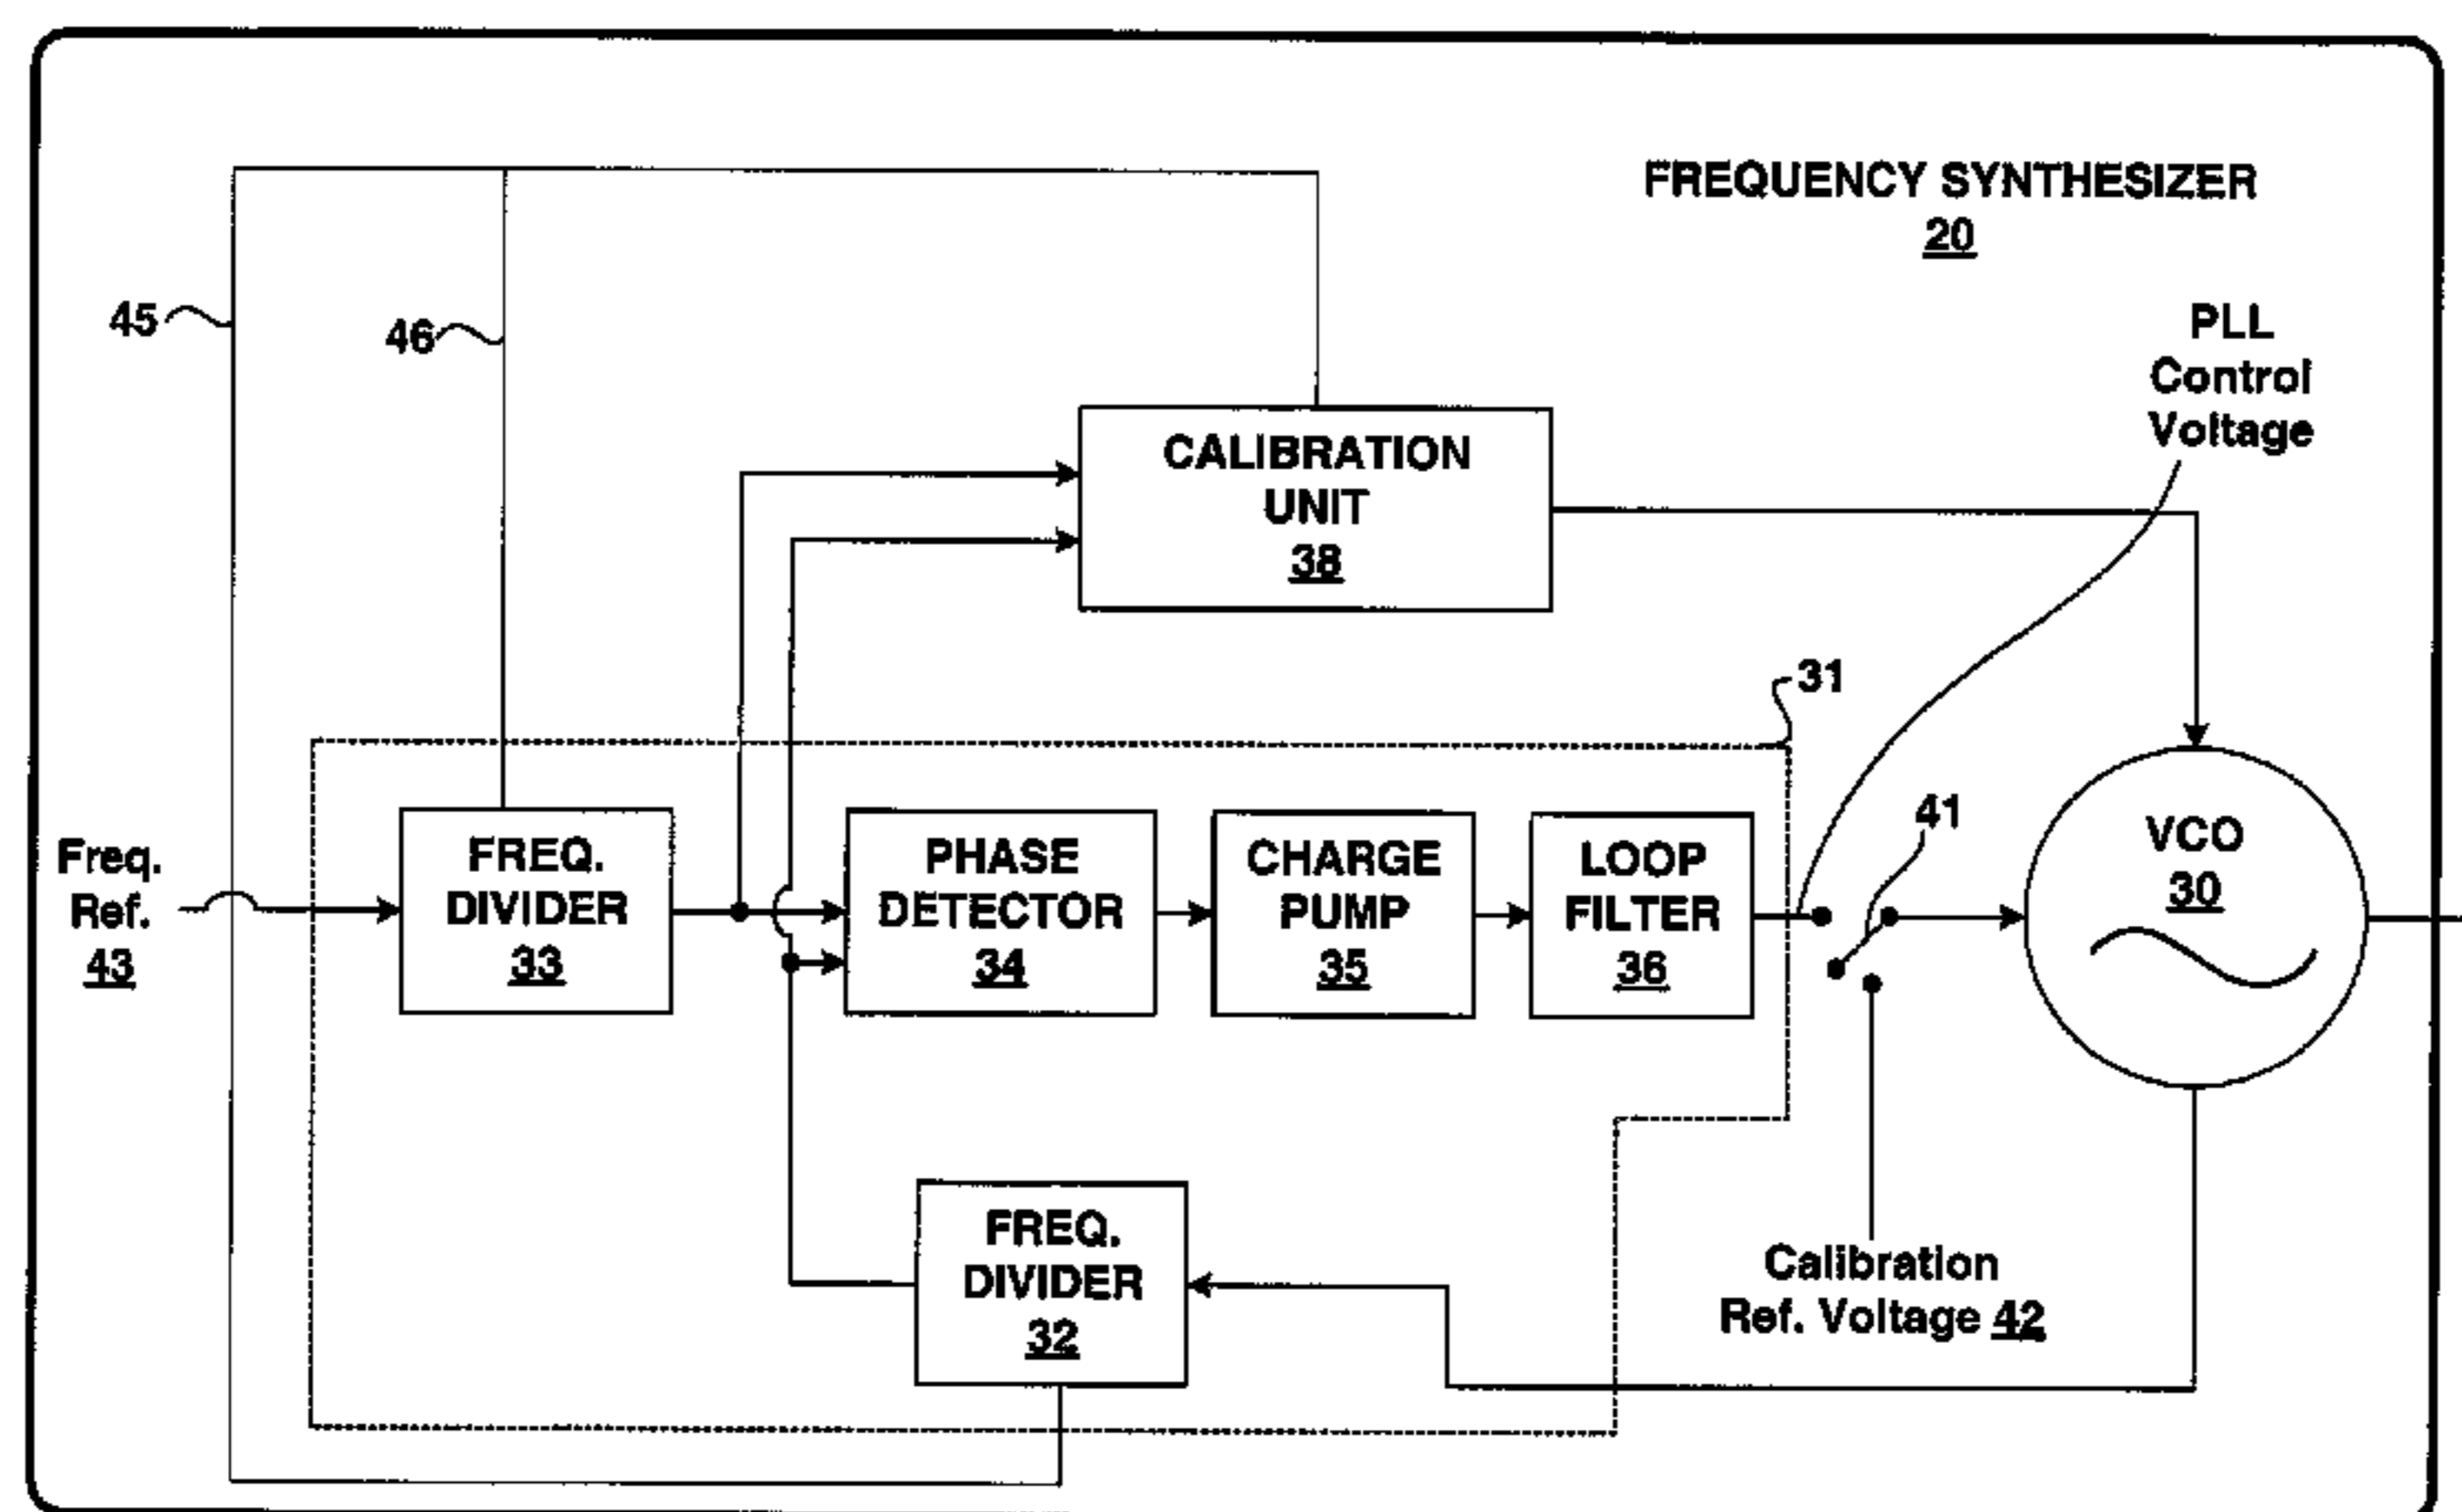 FREQUENCY SYNTHESIZER
20
45
46
PLL
Control
Voltage
CALIBRATION
UNIT
38
31
41
Freq.
Ref.
43
FREQ.
DIVIDER
33
PHASE
DETECTOR
34
CHARGE
PUMP
35
LOOP
FILTER
36
VCO
30
FREQ.
DIVIDER
32
Calibration
Ref. Voltage 42